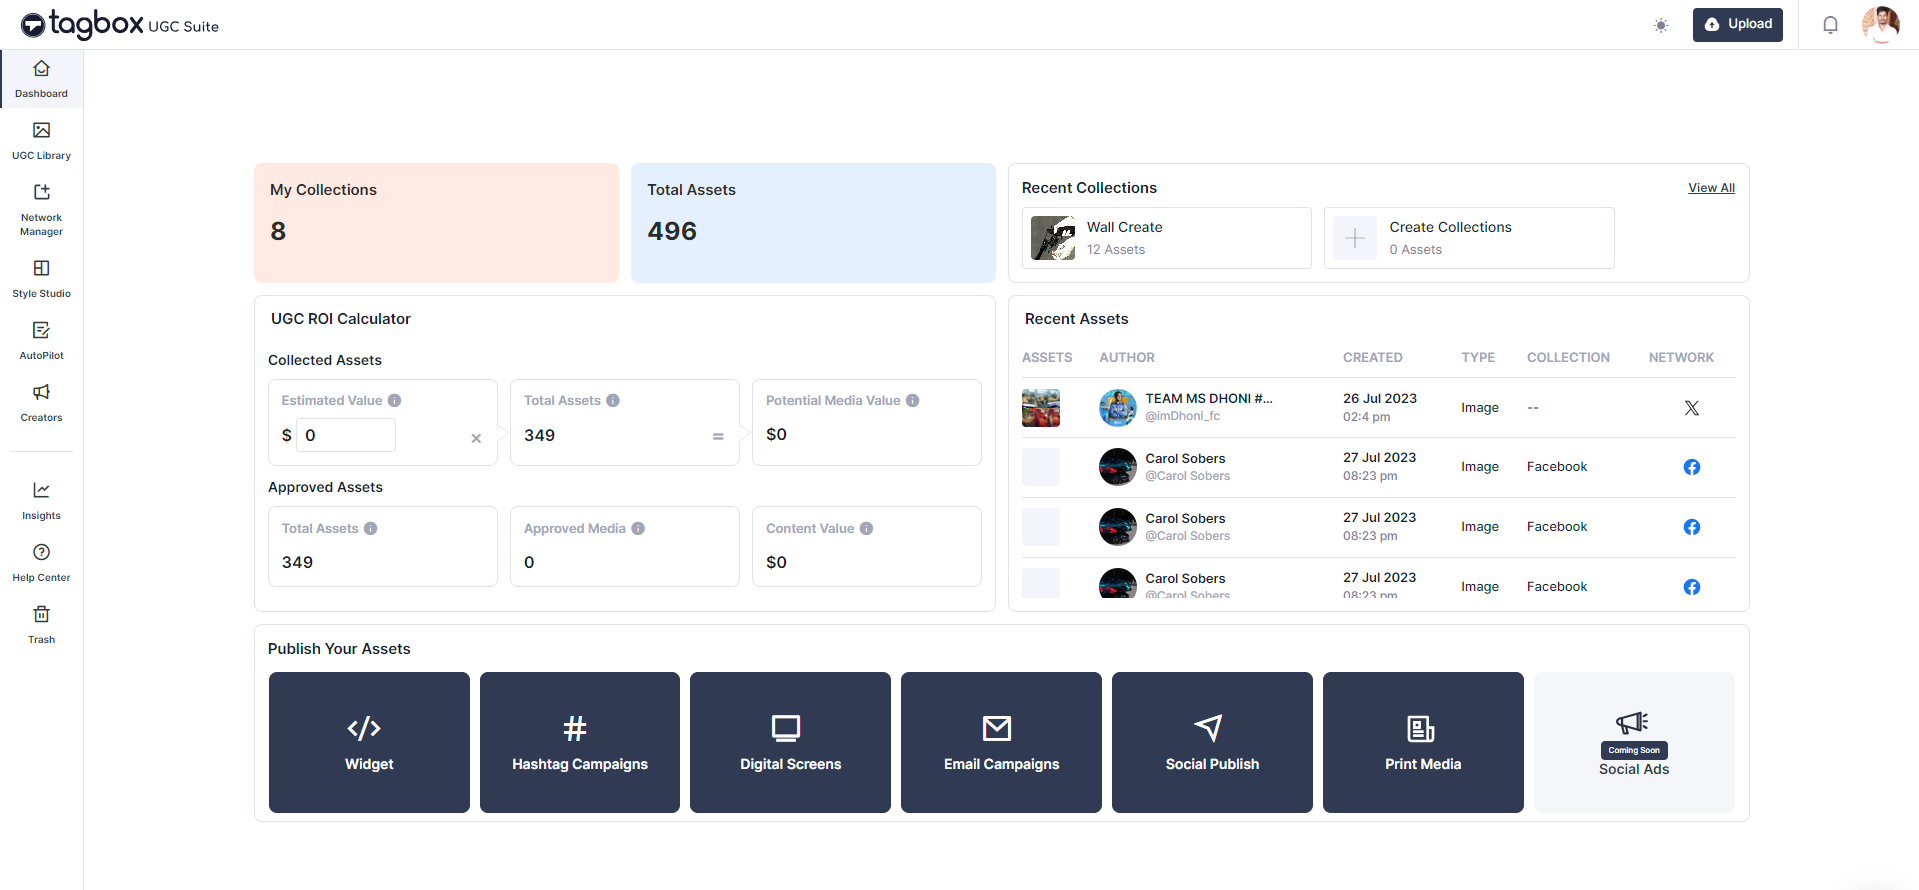 tagbox UGC Suite
Upload
Dashboard
UGC Library
Network
Manager
Style Studio
AutoPilot
Creators
Insights
Help Center
Trash
My Collections
8
Total Assets
496
Recent Collections
View All
Wall Create
12 Assets
Create Collections
0 Assets
UGC ROI Calculator
Collected Assets
Estimated Value
$ 0
×
Total Assets
349
=
Potential Media Value
$0
Approved Assets
Total Assets
349
Approved Media
0
Content Value
$0
Recent Assets
ASSETS AUTHOR CREATED TYPE COLLECTION NETWORK
TEAM MS DHONI #... 26 Jul 2023 Image --
@imDhoni_fc 02:4 pm
Carol Sobers 27 Jul 2023 Image Facebook
@Carol Sobers 08:23 pm
Carol Sobers 27 Jul 2023 Image Facebook
@Carol Sobers 08:23 pm
Carol Sobers 27 Jul 2023 Image Facebook
@Carol Sobers 08:23 pm
Publish Your Assets
Widget
Hashtag Campaigns
Digital Screens
Email Campaigns
Social Publish
Print Media
Coming Soon
Social Ads